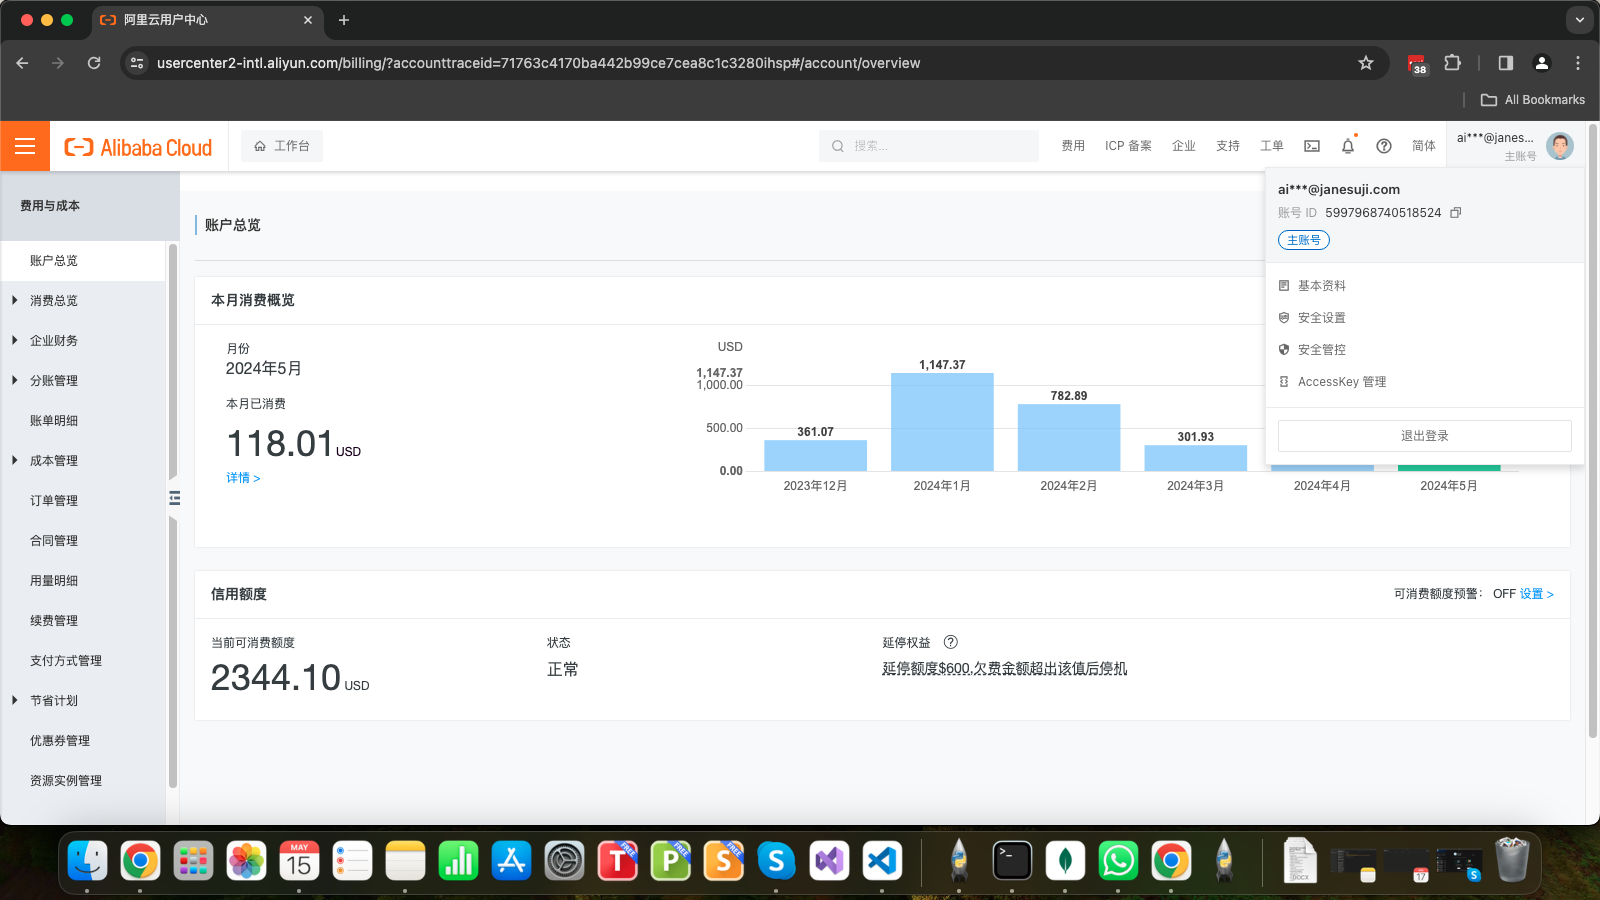 阿里云用户中心
usercenter2-intl.aliyun.com/billing/?accounttraceid=71763c4170ba442b99ce7cea8c1c3280ihsp#/account/overview
38
All Bookmarks
Alibaba Cloud
工作台
搜索...
费用
ICP 备案
企业
支持
工单
简体
ai***@janes...
主账号
ai***@janesuji.com
账号 ID 5997968740518524
主账号
基本资料
安全设置
安全管控
AccessKey 管理
退出登录
费用与成本
账户总览
消费总览
企业财务
分账管理
账单明细
成本管理
订单管理
合同管理
用量明细
续费管理
支付方式管理
节省计划
优惠券管理
资源实例管理
账户总览
本月消费概览
月份
2024年5月
本月已消费
118.01 USD
详情 >
USD
1,147.37
1,000.00
500.00
0.00
361.07
1,147.37
782.89
301.93
2023年12月
2024年1月
2024年2月
2024年3月
2024年4月
2024年5月
信用额度
可消费额度预警： OFF 设置 >
当前可消费额度
2344.10 USD
状态
正常
延停权益
延停额度$600,欠费金额超出该值后停机
MAY
15
T
FREE
P
FREE
S
FREE
S
>_
.DOCX
17
S